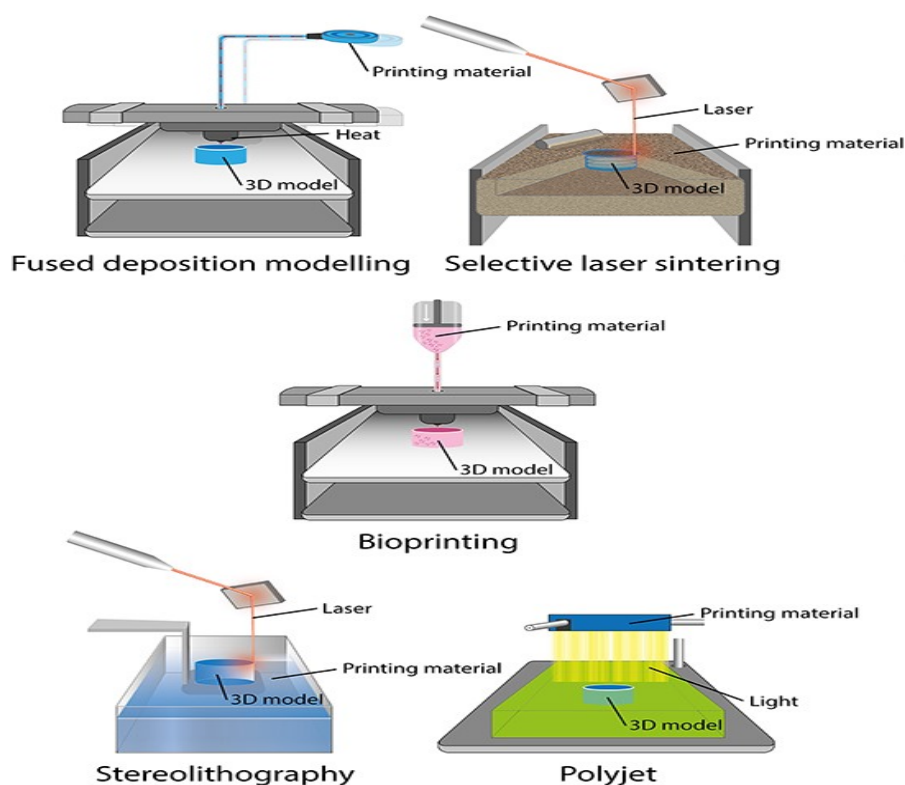 Printing material
Heat
3D model
Fused deposition modelling
Laser
Printing material
3D model
Selective laser sintering
Printing material
3D model
Bioprinting
Laser
Printing material
3D model
Stereolithography
Printing material
Light
3D model
Polyjet